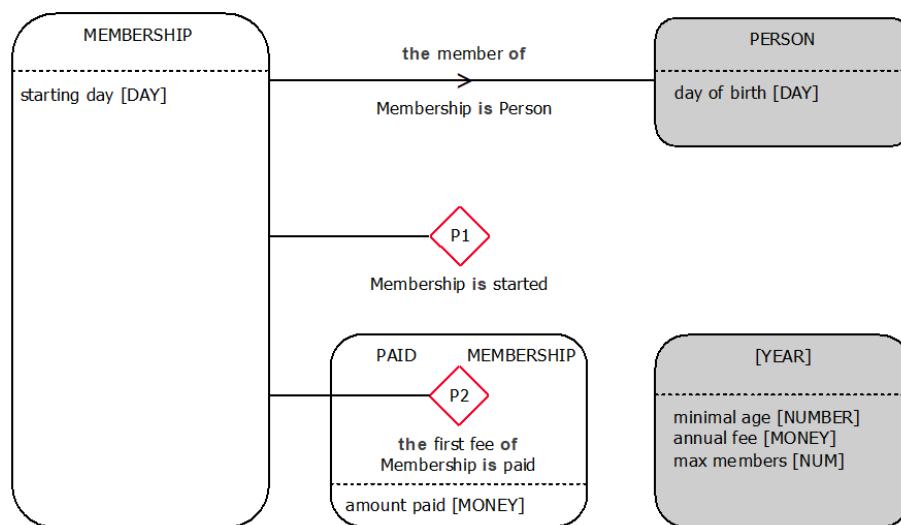 MEMBERSHIP
starting day [DAY]
the member of
Membership is Person
PERSON
day of birth [DAY]
P1
Membership is started
PAID MEMBERSHIP
P2
the first fee of
Membership is paid
amount paid [MONEY]
[YEAR]
minimal age [NUMBER]
annual fee [MONEY]
max members [NUM]